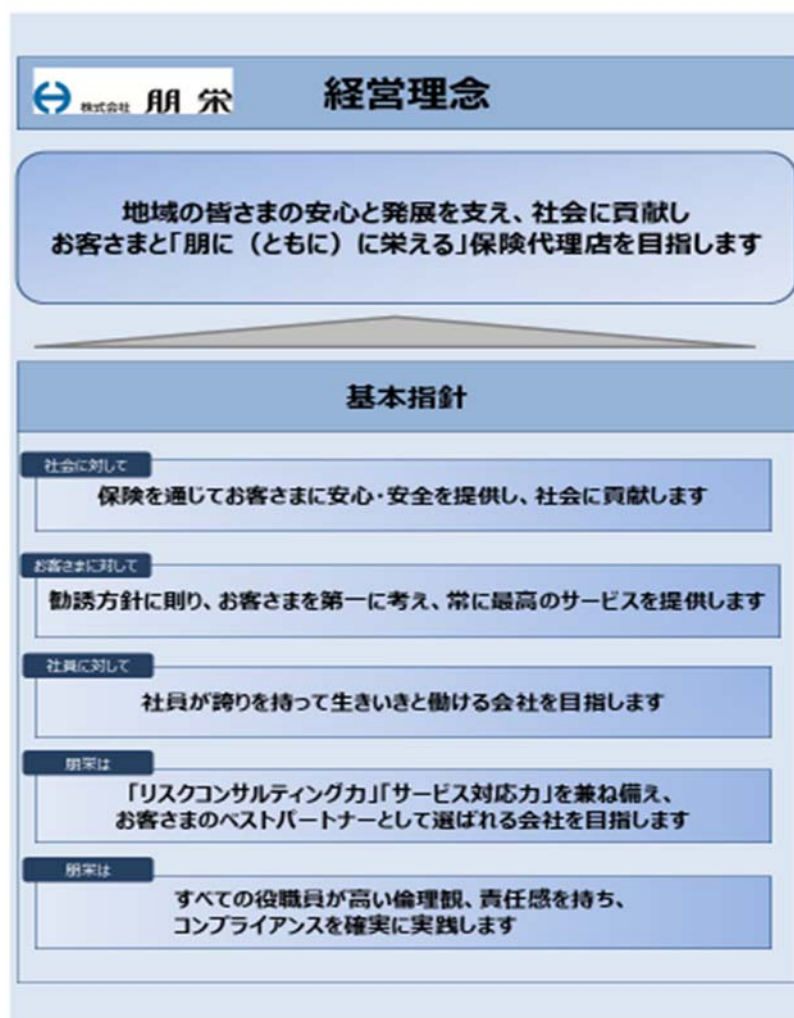 株式会社 朋栄
経営理念
地域の皆さまの安心と発展を支え、社会に貢献し
お客さまと「朋に（ともに）に栄える」保険代理店を目指します
基本指針
社会に対して
保険を通じてお客さまに安心・安全を提供し、社会に貢献します
お客さまに対して
勧誘方針に則り、お客さまを第一に考え、常に最高のサービスを提供します
社員に対して
社員が誇りを持って生きいきと働ける会社を目指します
朋栄は
「リスクコンサルティング力」「サービス対応力」を兼ね備え、
お客さまのベストパートナーとして選ばれる会社を目指します
朋栄は
すべての役職員が高い倫理観、責任感を持ち、
コンプライアンスを確実に実践します